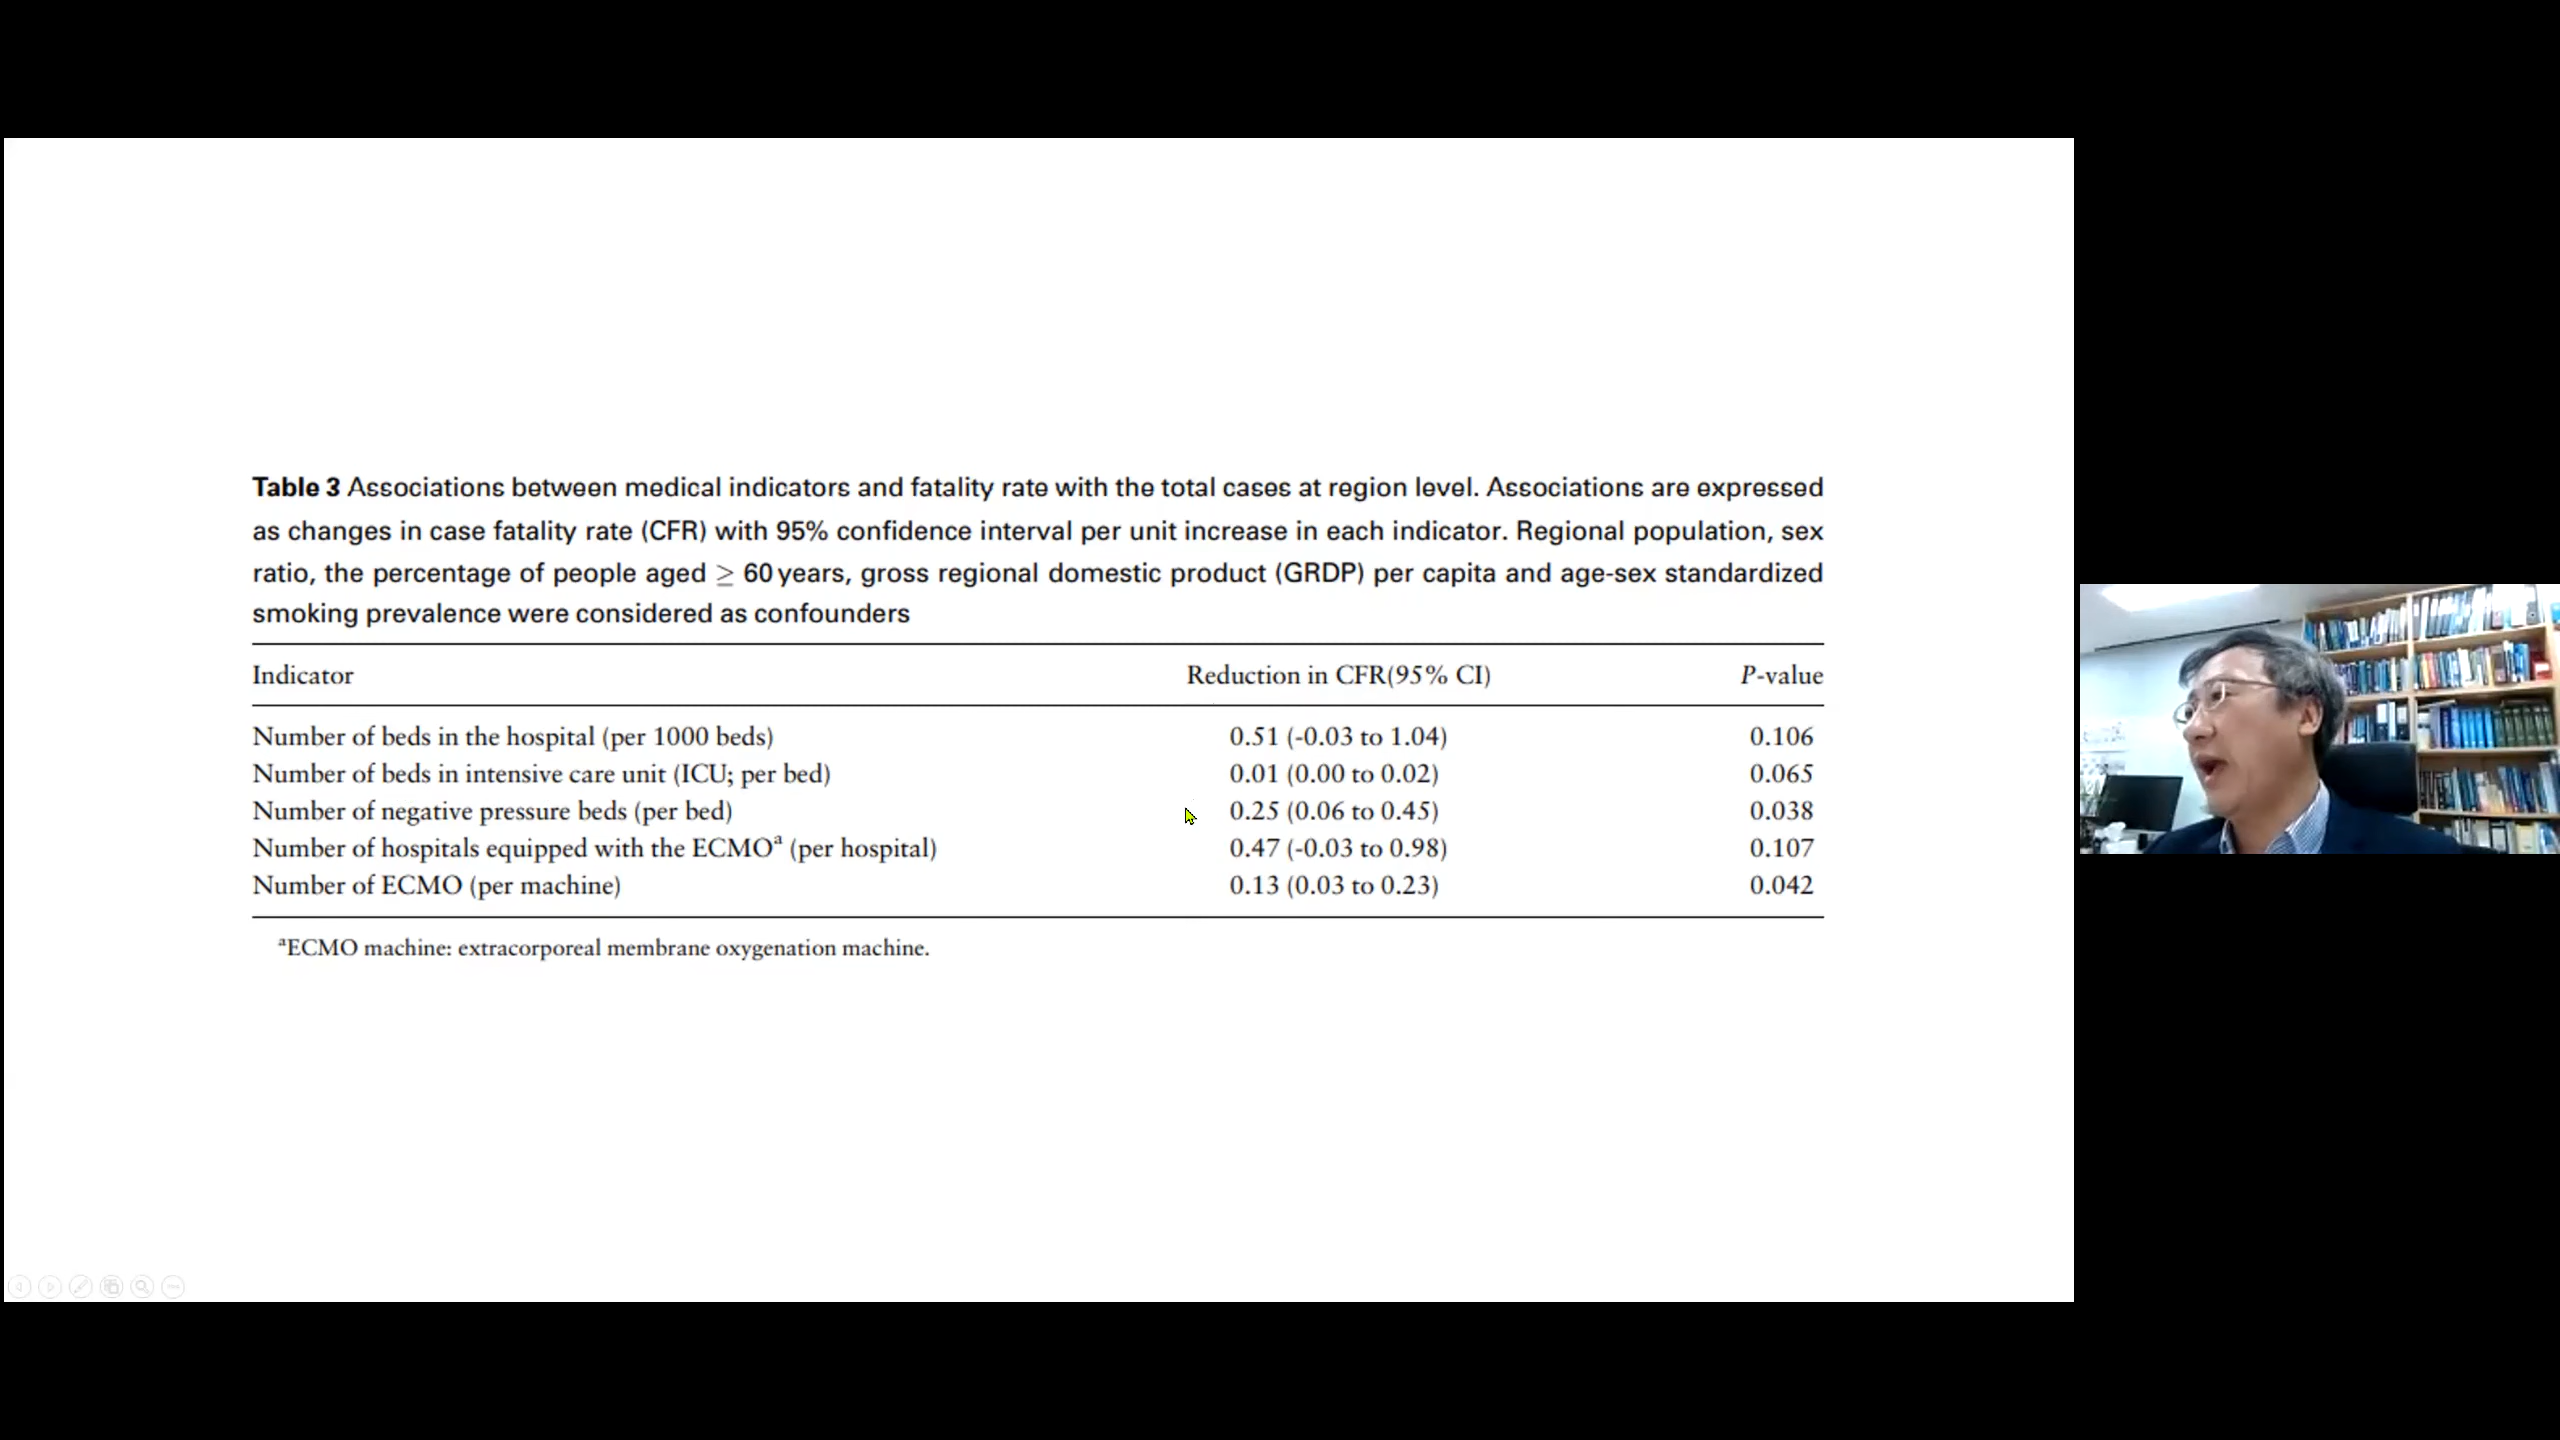 Table 3 Associations between medical indicators and fatality rate with the total cases at region level. Associations are expressed
as changes in case fatality rate (CFR) with 95% confidence interval per unit increase in each indicator. Regional population, sex
ratio, the percentage of people aged ≥ 60 years, gross regional domestic product (GRDP) per capita and age-sex standardized
smoking prevalence were considered as confounders
Indicator Reduction in CFR(95% CI) P-value
Number of beds in the hospital (per 1000 beds) 0.51 (-0.03 to 1.04) 0.106
Number of beds in intensive care unit (ICU; per bed) 0.01 (0.00 to 0.02) 0.065
Number of negative pressure beds (per bed) 0.25 (0.06 to 0.45) 0.038
Number of hospitals equipped with the ECMOᵃ (per hospital) 0.47 (-0.03 to 0.98) 0.107
Number of ECMO (per machine) 0.13 (0.03 to 0.23) 0.042
ᵃECMO machine: extracorporeal membrane oxygenation machine.